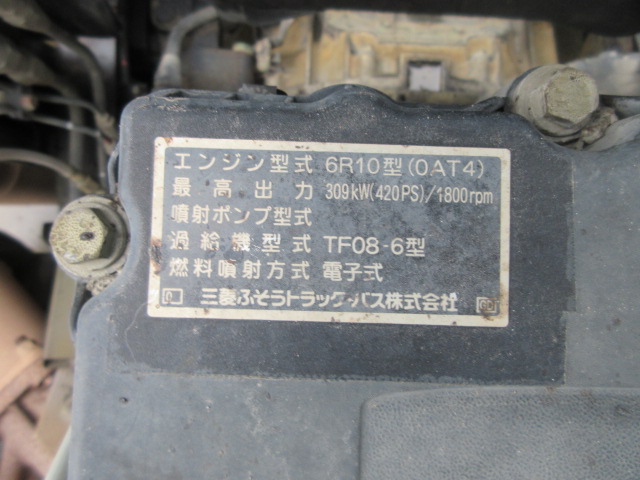 エンジン型式 6R10型(0AT4)
最高出力 309kW(420PS)/1800rpm
噴射ポンプ型式
過給機型式 TF08-6型
燃料噴射方式 電子式
三菱ふそうトラック・バス株式会社